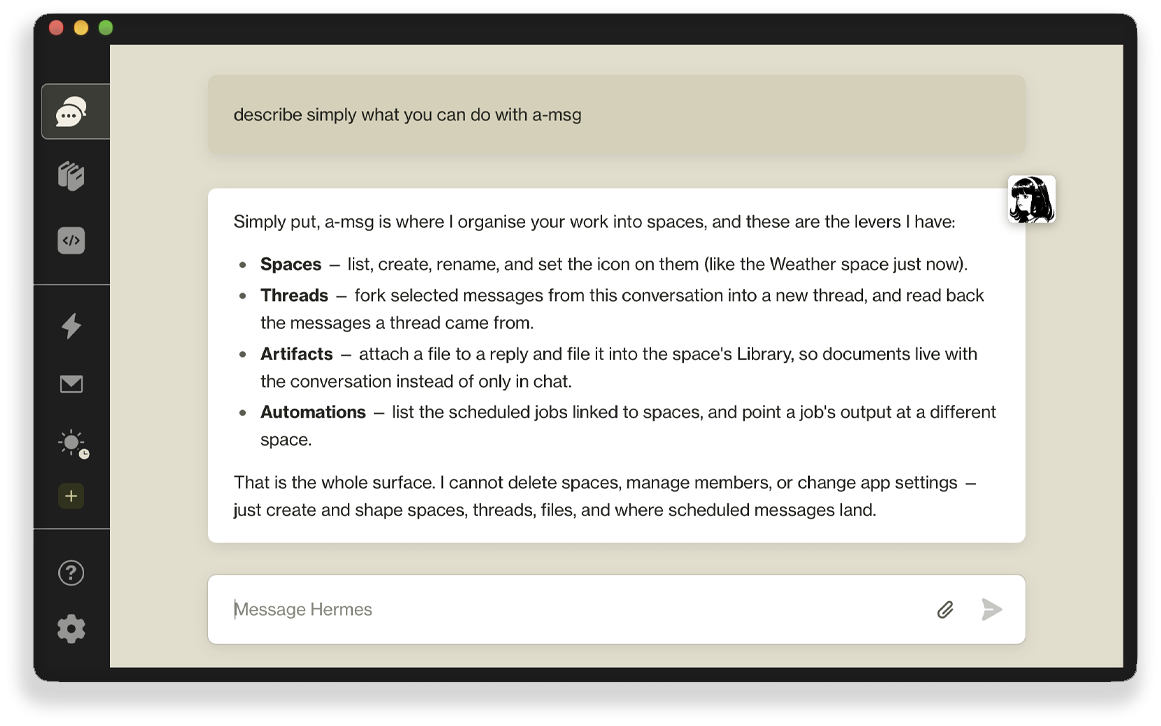 describe simply what you can do with a-msg
Simply put, a-msg is where I organise your work into spaces, and these are the levers I have:
• Spaces — list, create, rename, and set the icon on them (like the Weather space just now).
• Threads — fork selected messages from this conversation into a new thread, and read back
the messages a thread came from.
• Artifacts — attach a file to a reply and file it into the space's Library, so documents live with
the conversation instead of only in chat.
• Automations — list the scheduled jobs linked to spaces, and point a job's output at a different
space.
That is the whole surface. I cannot delete spaces, manage members, or change app settings —
just create and shape spaces, threads, files, and where scheduled messages land.
Message Hermes